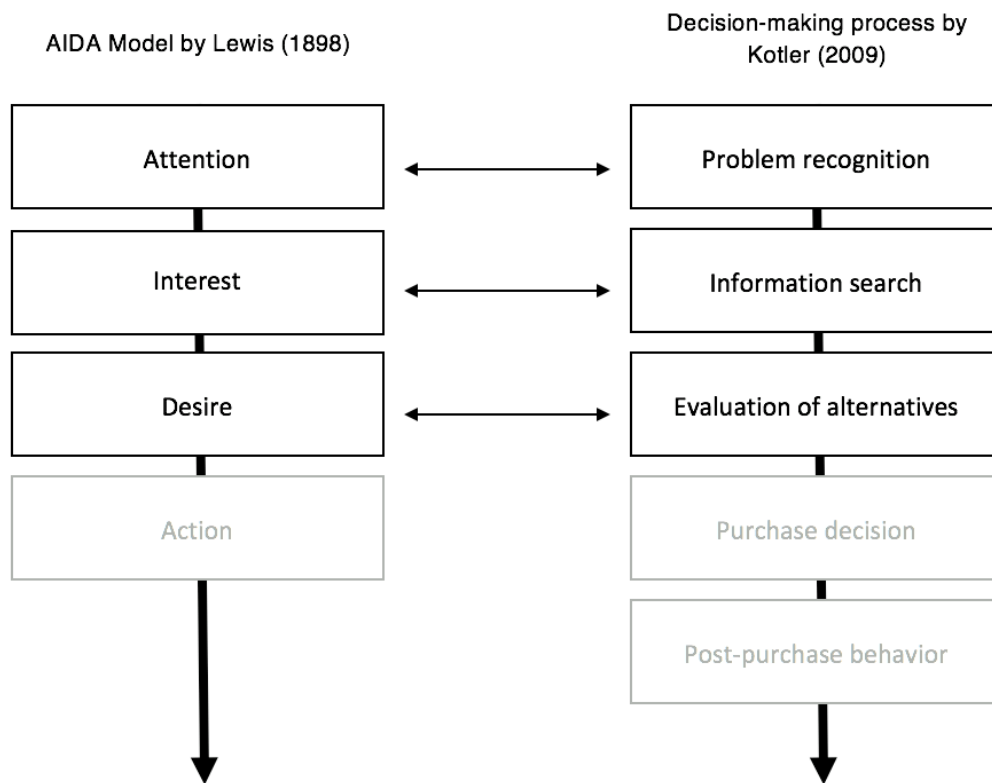 AIDA Model by Lewis (1898)
Decision-making process by
Kotler (2009)
Attention
Problem recognition
Interest
Information search
Desire
Evaluation of alternatives
Action
Purchase decision
Post-purchase behavior